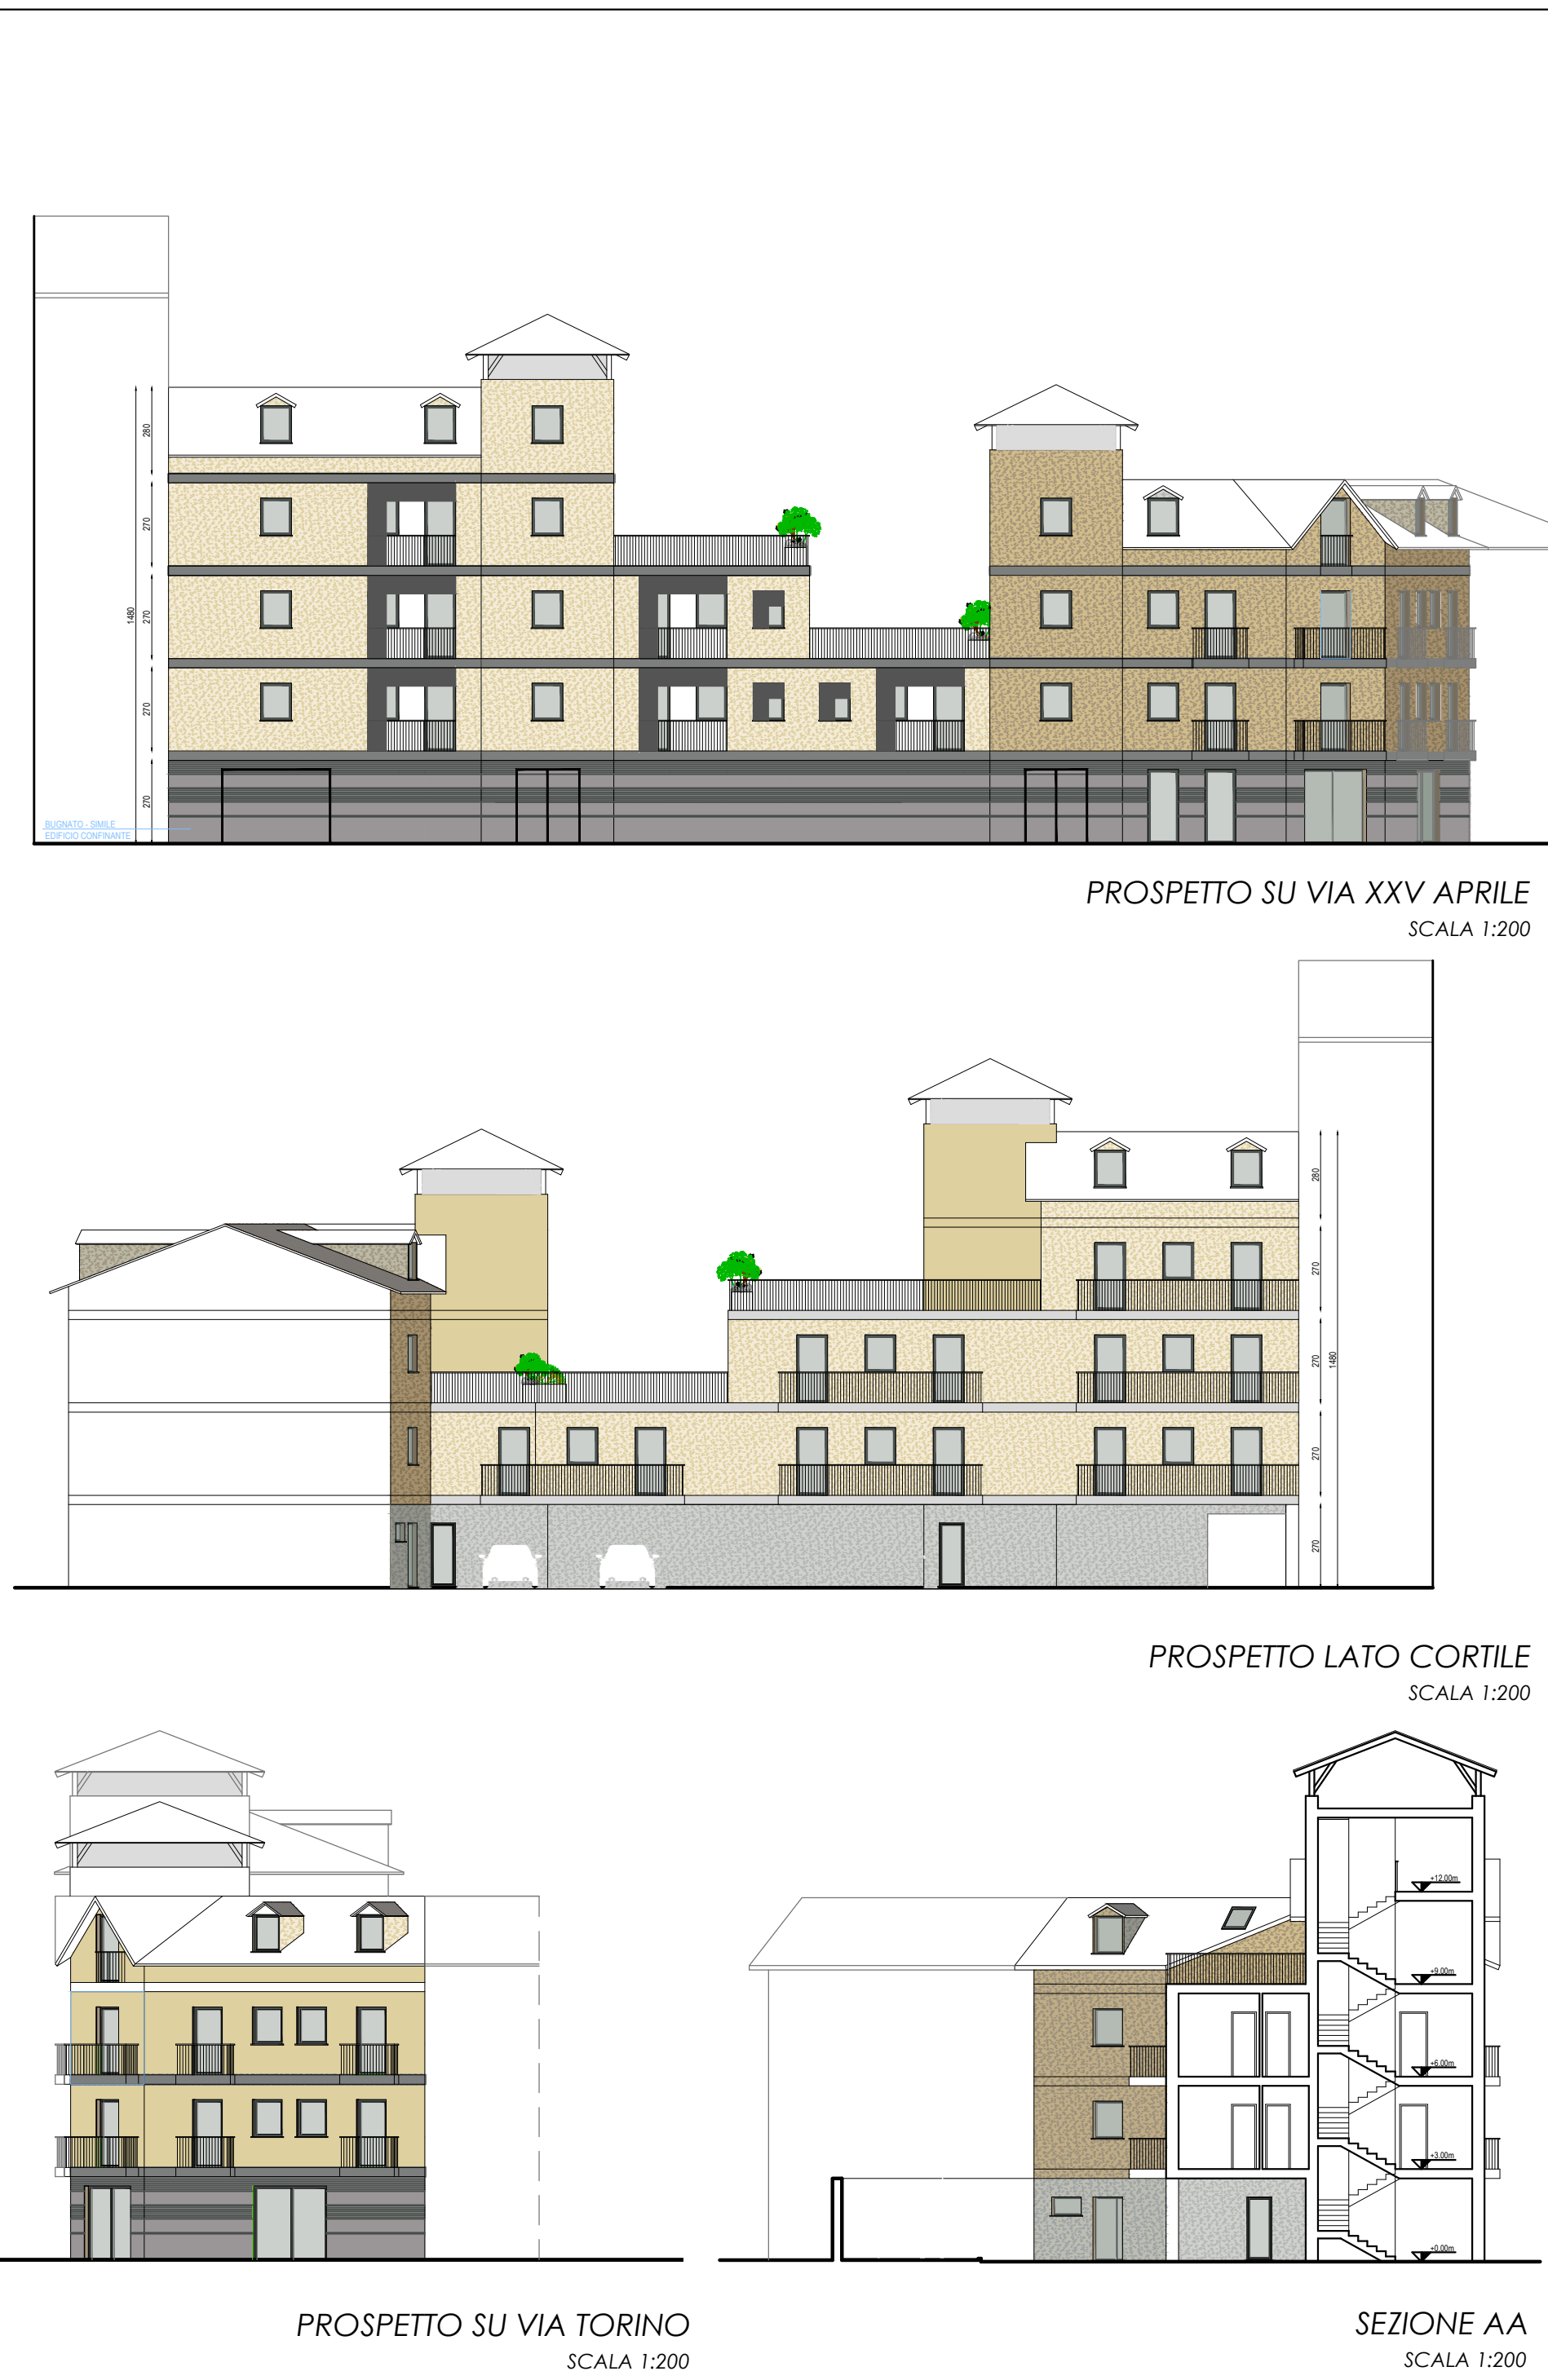 280
270
1480
270
270
270
BUGNATO - SIMILE
EDIFICIO CONFINANTE
PROSPETTO SU VIA XXV APRILE
SCALA 1:200
280
270
270
1480
270
270
PROSPETTO LATO CORTILE
SCALA 1:200
+12.00m
+9.00m
+6.00m
+3.00m
+0.00m
PROSPETTO SU VIA TORINO
SCALA 1:200
SEZIONE AA
SCALA 1:200